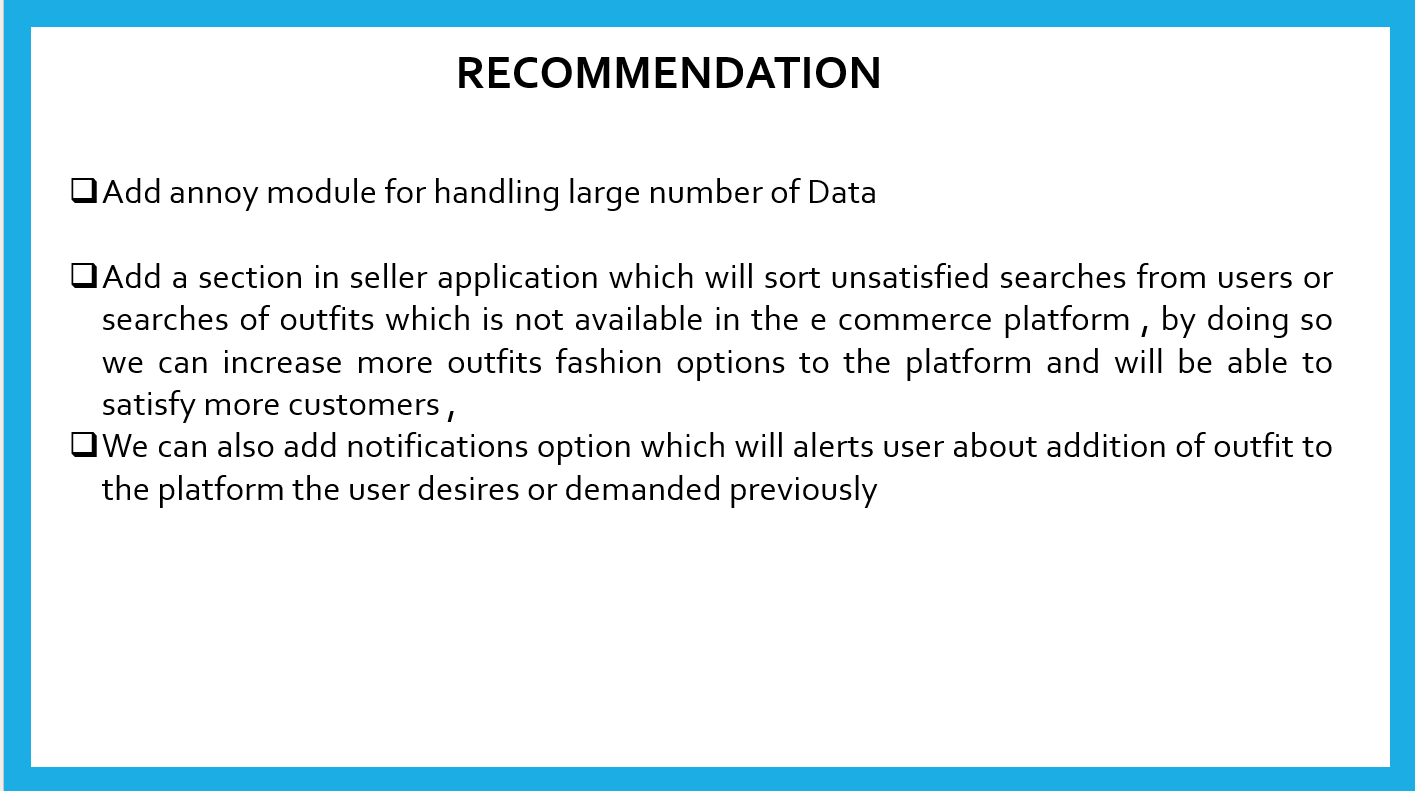 RECOMMENDATION
❑Add annoy module for handling large number of Data
❑Add a section in seller application which will sort unsatisfied searches from users or
searches of outfits which is not available in the e commerce platform , by doing so
we can increase more outfits fashion options to the platform and will be able to
satisfy more customers ,
❑We can also add notifications option which will alerts user about addition of outfit to
the platform the user desires or demanded previously